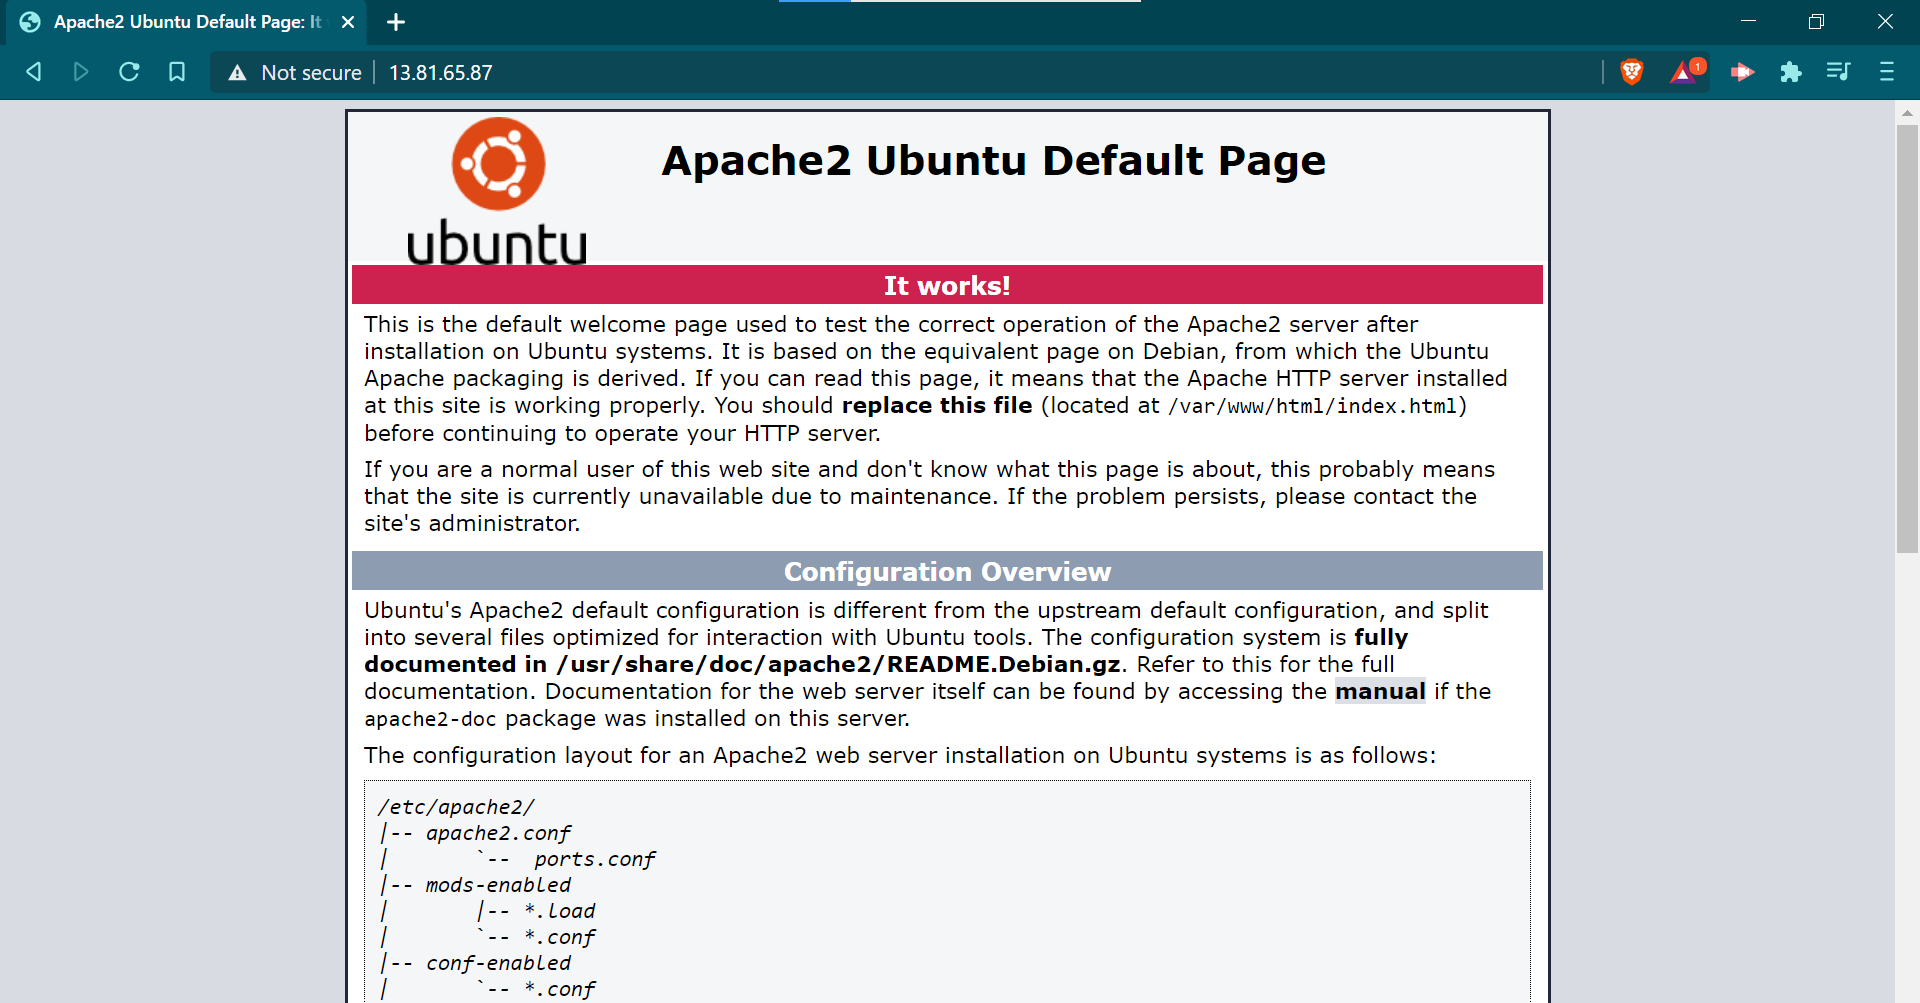 Apache2 Ubuntu Default Page: It
Not secure
13.81.65.87
1
ubuntu
Apache2 Ubuntu Default Page
It works!
This is the default welcome page used to test the correct operation of the Apache2 server after
installation on Ubuntu systems. It is based on the equivalent page on Debian, from which the Ubuntu
Apache packaging is derived. If you can read this page, it means that the Apache HTTP server installed
at this site is working properly. You should replace this file (located at /var/www/html/index.html)
before continuing to operate your HTTP server.
If you are a normal user of this web site and don't know what this page is about, this probably means
that the site is currently unavailable due to maintenance. If the problem persists, please contact the
site's administrator.
Configuration Overview
Ubuntu's Apache2 default configuration is different from the upstream default configuration, and split
into several files optimized for interaction with Ubuntu tools. The configuration system is fully
documented in /usr/share/doc/apache2/README.Debian.gz. Refer to this for the full
documentation. Documentation for the web server itself can be found by accessing the manual if the
apache2-doc package was installed on this server.
The configuration layout for an Apache2 web server installation on Ubuntu systems is as follows:
/etc/apache2/
|-- apache2.conf
|       `--  ports.conf
|-- mods-enabled
|       |-- *.load
|       `-- *.conf
|-- conf-enabled
|       `-- *.conf